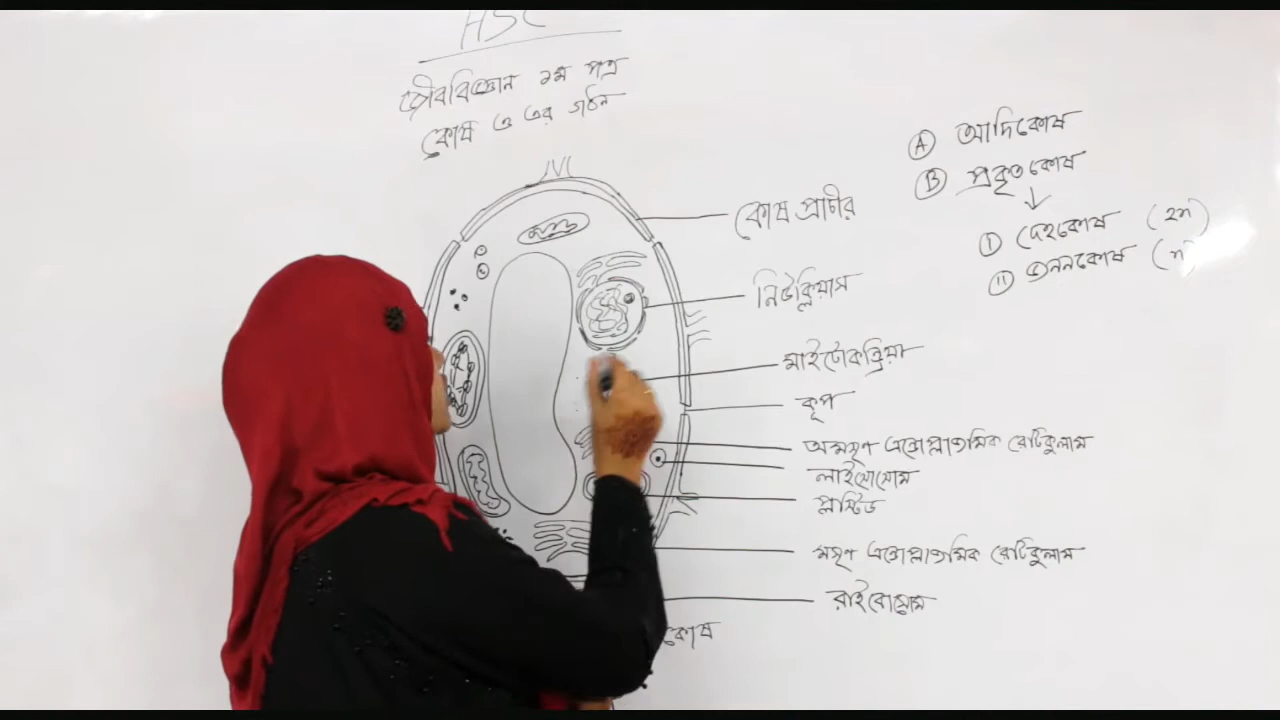 HSC
জীববিজ্ঞান ১ম পত্র
কোষ ও তার গঠন
A আদিকোষ
B প্রকৃতকোষ
I দেহকোষ (2n)
II জননকোষ (n)
কোষ প্রাচীর
নিউক্লিয়াস
মাইটোকন্ড্রিয়া
কূপ
অমসৃণ এন্ডোপ্লাজমিক রেটিকুলাম
লাইসোসোম
প্লাস্টিড
মসৃণ এন্ডোপ্লাজমিক রেটিকুলাম
রাইবোসোম
কোষ